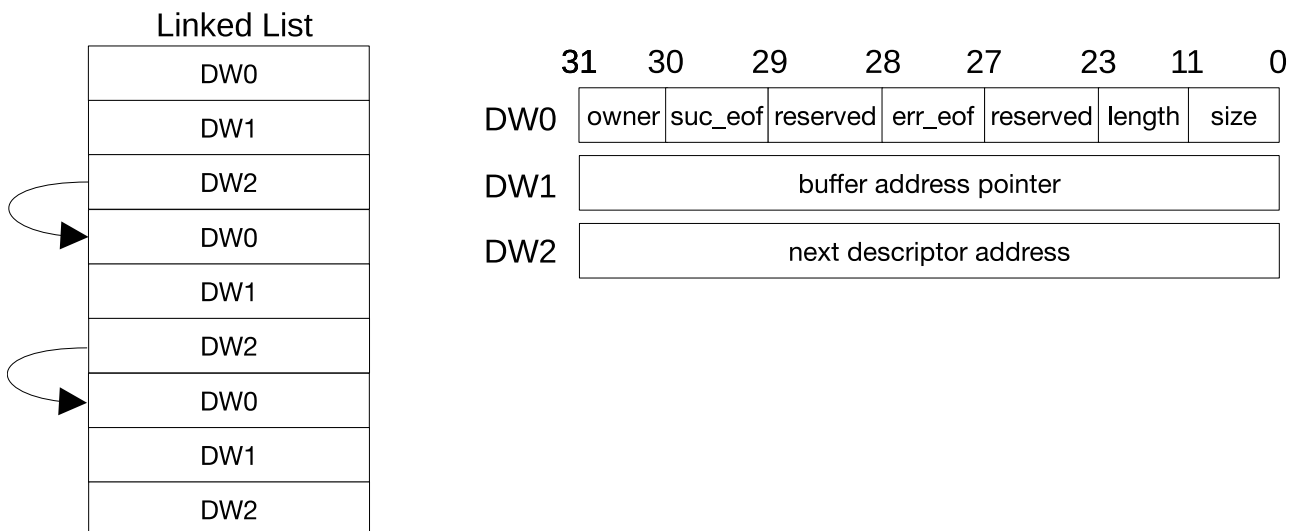 Linked List
DW0
DW1
DW2
DW0
DW1
DW2
DW0
DW1
DW2
31 30 29 28 27 23 11 0
DW0 owner suc_eof reserved err_eof reserved length size
DW1 buffer address pointer
DW2 next descriptor address